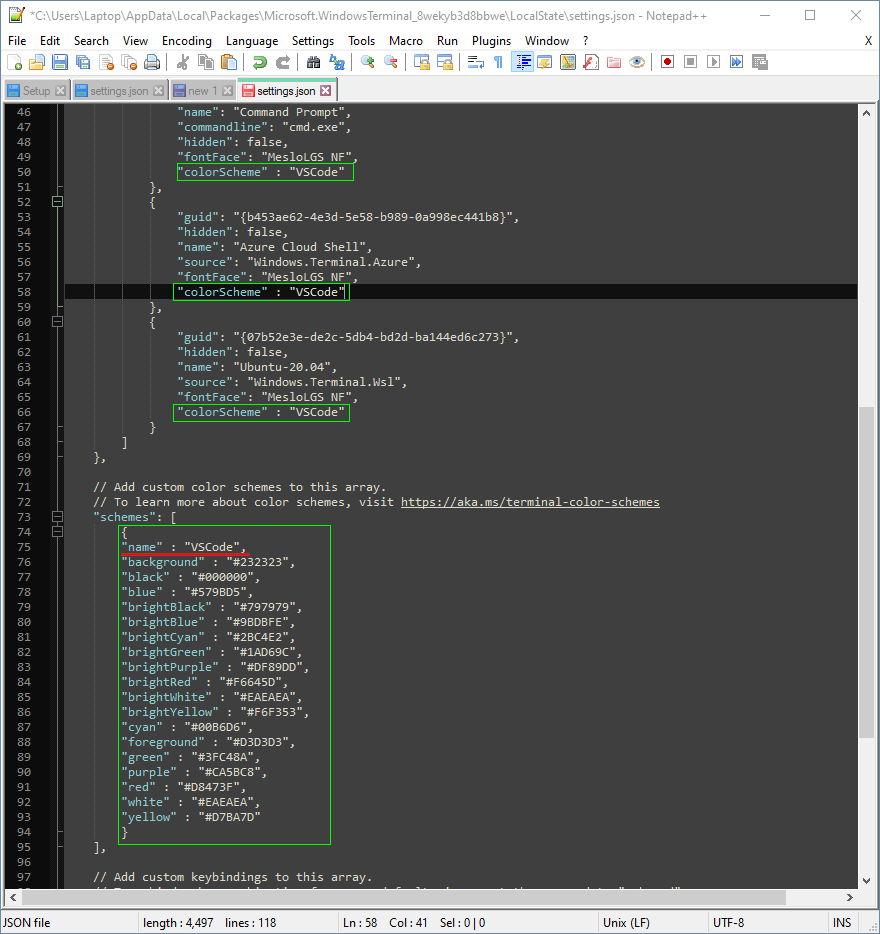 *C:\Users\Laptop\AppData\Local\Packages\Microsoft.WindowsTerminal_8wekyb3d8bbwe\LocalState\settings.json - Notepad++
File Edit Search View Encoding Language Settings Tools Macro Run Plugins Window ? X
Setup settings.json new 1 settings.json
46 "name": "Command Prompt",
47 "commandline": "cmd.exe",
48 "hidden": false,
49 "fontFace": "MesloLGS NF",
50 "colorScheme" : "VSCode"
51 },
52 {
53 "guid": "{b453ae62-4e3d-5e58-b989-0a998ec441b8}",
54 "hidden": false,
55 "name": "Azure Cloud Shell",
56 "source": "Windows.Terminal.Azure",
57 "fontFace": "MesloLGS NF",
58 "colorScheme" : "VSCode"
59 },
60 {
61 "guid": "{07b52e3e-de2c-5db4-bd2d-ba144ed6c273}",
62 "hidden": false,
63 "name": "Ubuntu-20.04",
64 "source": "Windows.Terminal.Wsl",
65 "fontFace": "MesloLGS NF",
66 "colorScheme" : "VSCode"
67 }
68 ]
69 },
70
71 // Add custom color schemes to this array.
72 // To learn more about color schemes, visit https://aka.ms/terminal-color-schemes
73 "schemes": [
74 {
75 "name" : "VSCode",
76 "background" : "#232323",
77 "black" : "#000000",
78 "blue" : "#579BD5",
79 "brightBlack" : "#797979",
80 "brightBlue" : "#9BDBFE",
81 "brightCyan" : "#2BC4E2",
82 "brightGreen" : "#1AD69C",
83 "brightPurple" : "#DF89DD",
84 "brightRed" : "#F6645D",
85 "brightWhite" : "#EAEAEA",
86 "brightYellow" : "#F6F353",
87 "cyan" : "#00B6D6",
88 "foreground" : "#D3D3D3",
89 "green" : "#3FC48A",
90 "purple" : "#CA5BC8",
91 "red" : "#D8473F",
92 "white" : "#EAEAEA",
93 "yellow" : "#D7BA7D"
94 }
95 ],
96
97 // Add custom keybindings to this array.
JSON file length : 4,497 lines : 118 Ln : 58 Col : 41 Sel : 0 | 0 Unix (LF) UTF-8 INS